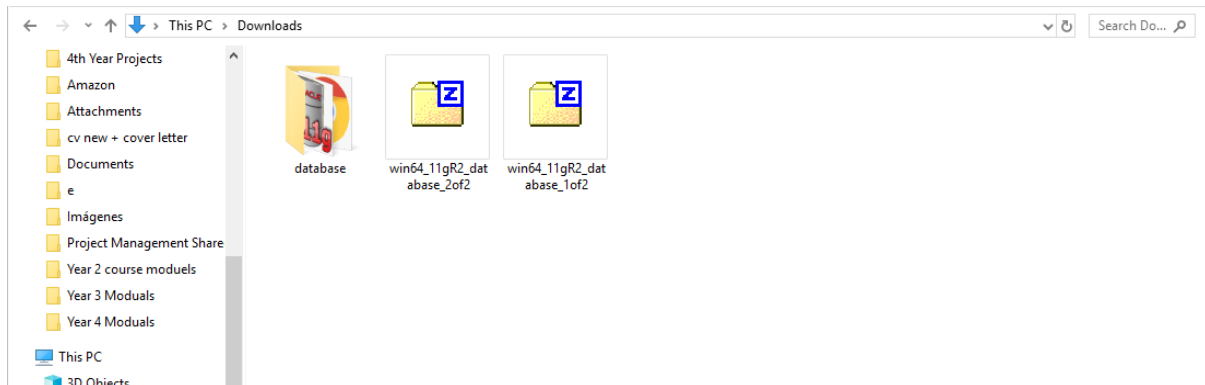 This PC > Downloads
Search Do...
4th Year Projects
Amazon
Attachments
cv new + cover letter
Documents
e
Imágenes
Project Management Share
Year 2 course moduels
Year 3 Moduals
Year 4 Moduals
This PC
3D Objects
ORACLE
11g
database
Z
win64_11gR2_dat
abase_2of2
Z
win64_11gR2_dat
abase_1of2